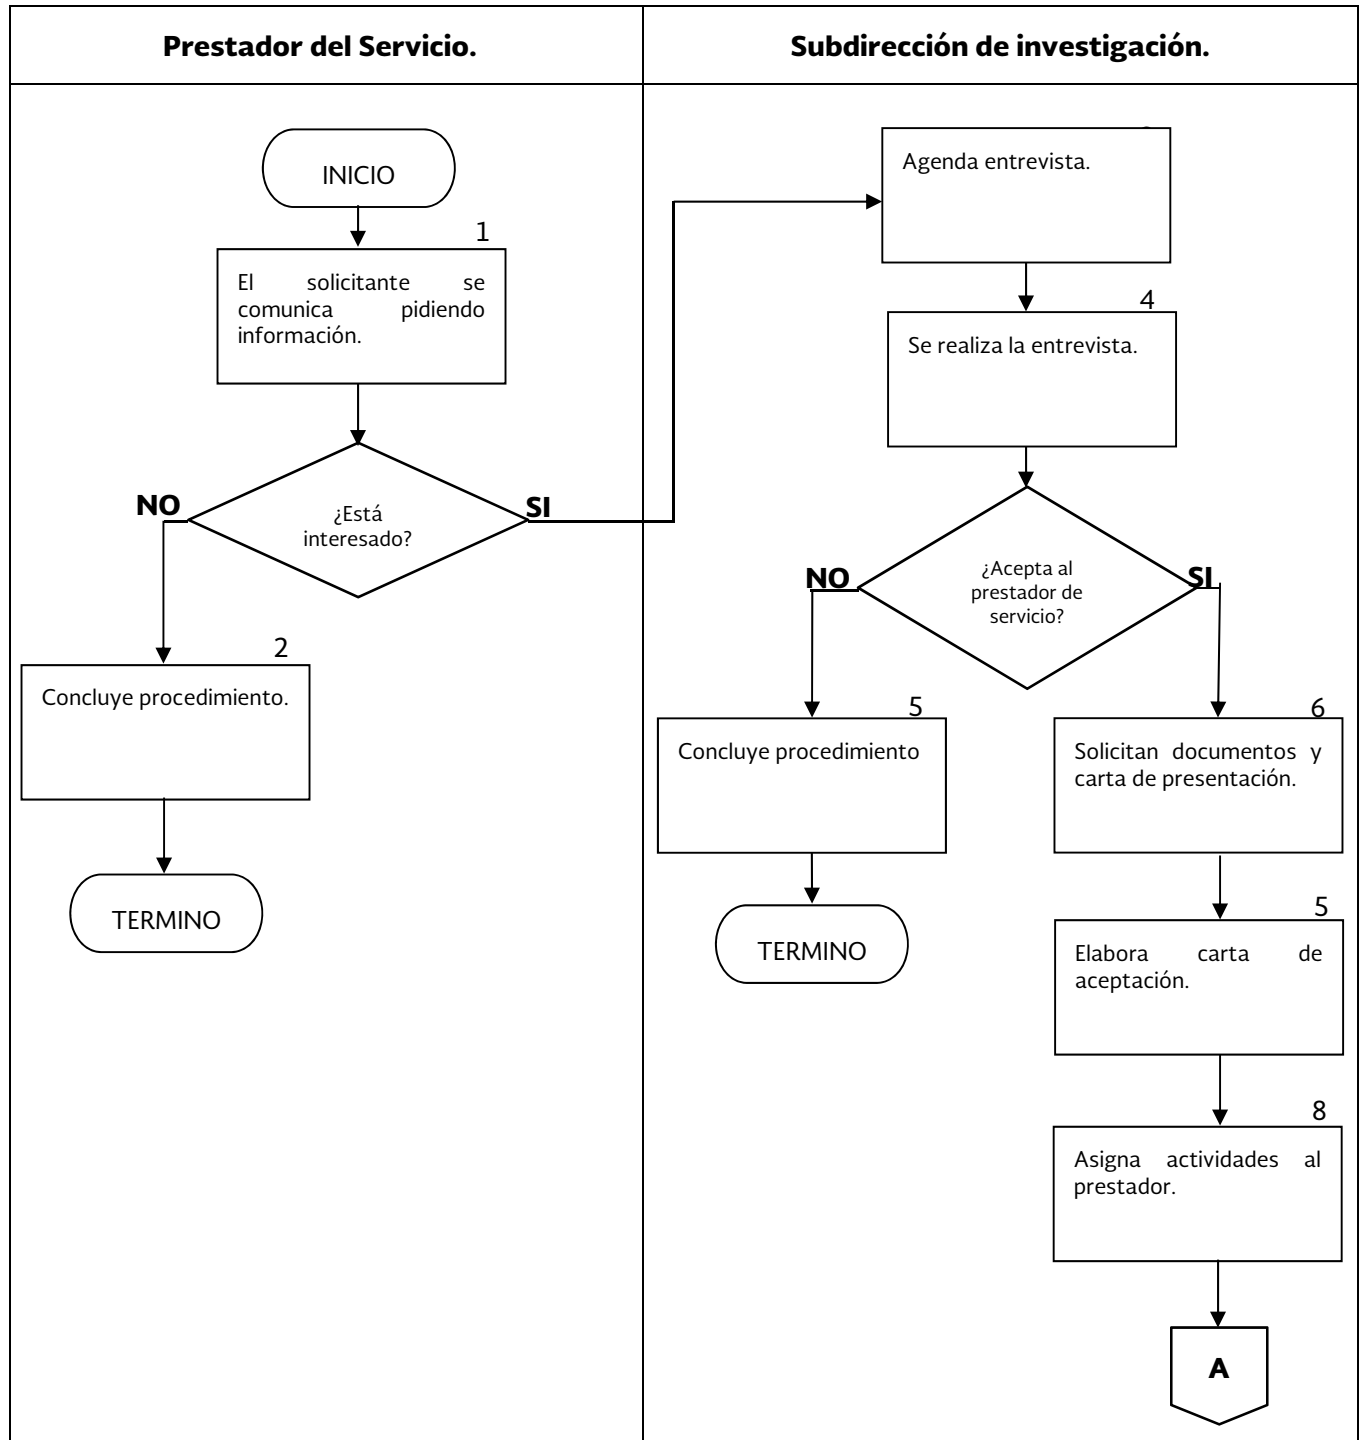 Prestador del Servicio.
Subdirección de investigación.
INICIO
1
El solicitante se
comunica pidiendo
información.
¿Está
interesado?
NO
SI
2
Concluye procedimiento.
TERMINO
Agenda entrevista.
4
Se realiza la entrevista.
¿Acepta al
prestador de
servicio?
NO
SI
5
Concluye procedimiento
TERMINO
6
Solicitan documentos y
carta de presentación.
5
Elabora carta de
aceptación.
8
Asigna actividades al
prestador.
A